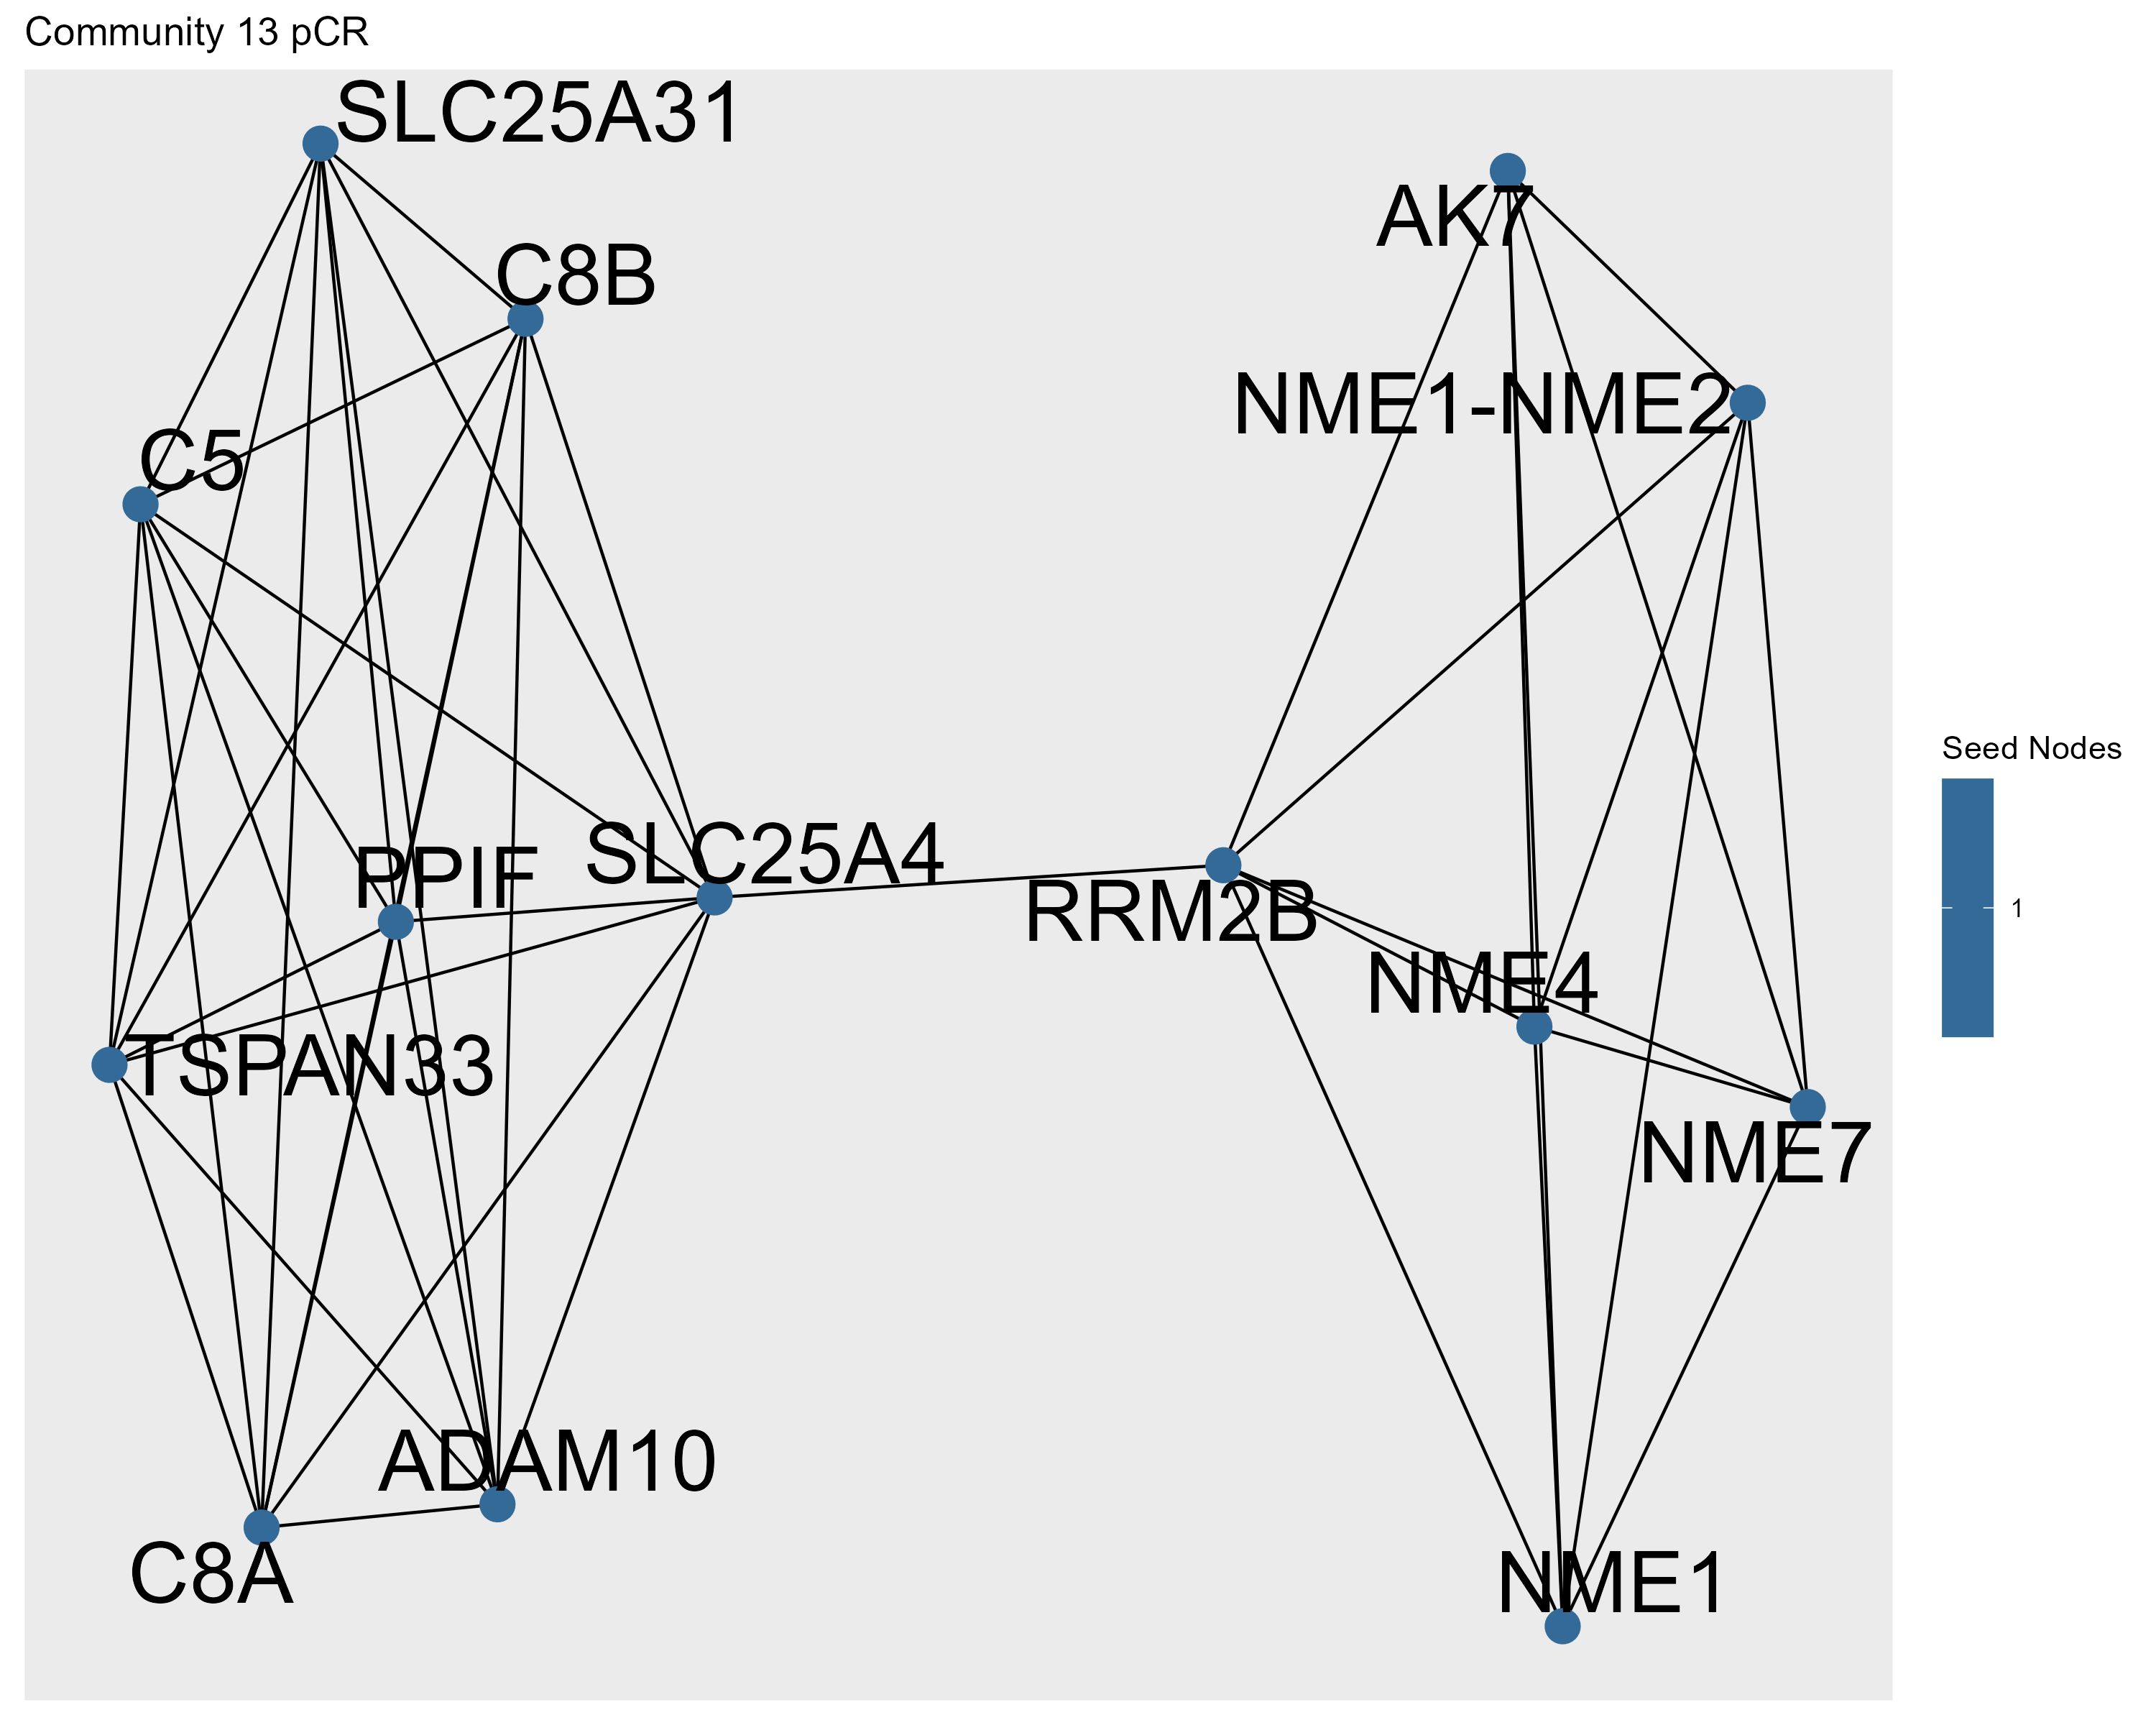 Community 13 pCR
SLC25A31
AK7
C8B
NME1-NME2
C5
Seed Nodes
SLC25A4
PPIF
RRM2B
1
NME4
TSPAN33
NME7
ADAM10
C8A
NME1